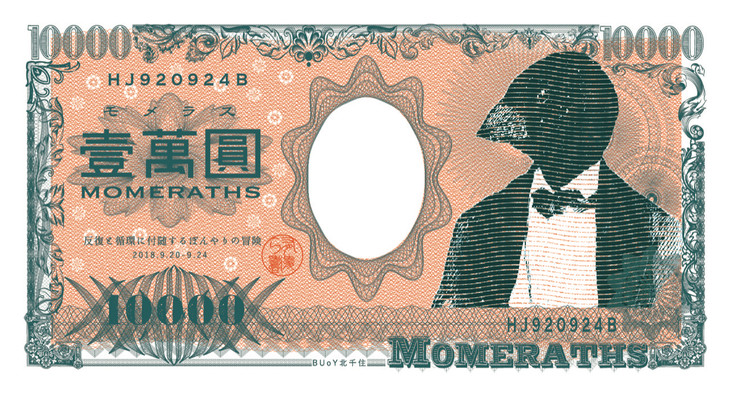 10000
10000
HJ920924B
モメラス
壹萬圓
MOMERATHS
反復と循環に付随するぼんやりの冒険
2018.9.20-9.24
10000
HJ920924B
BUoY北千住
MOMERATHS